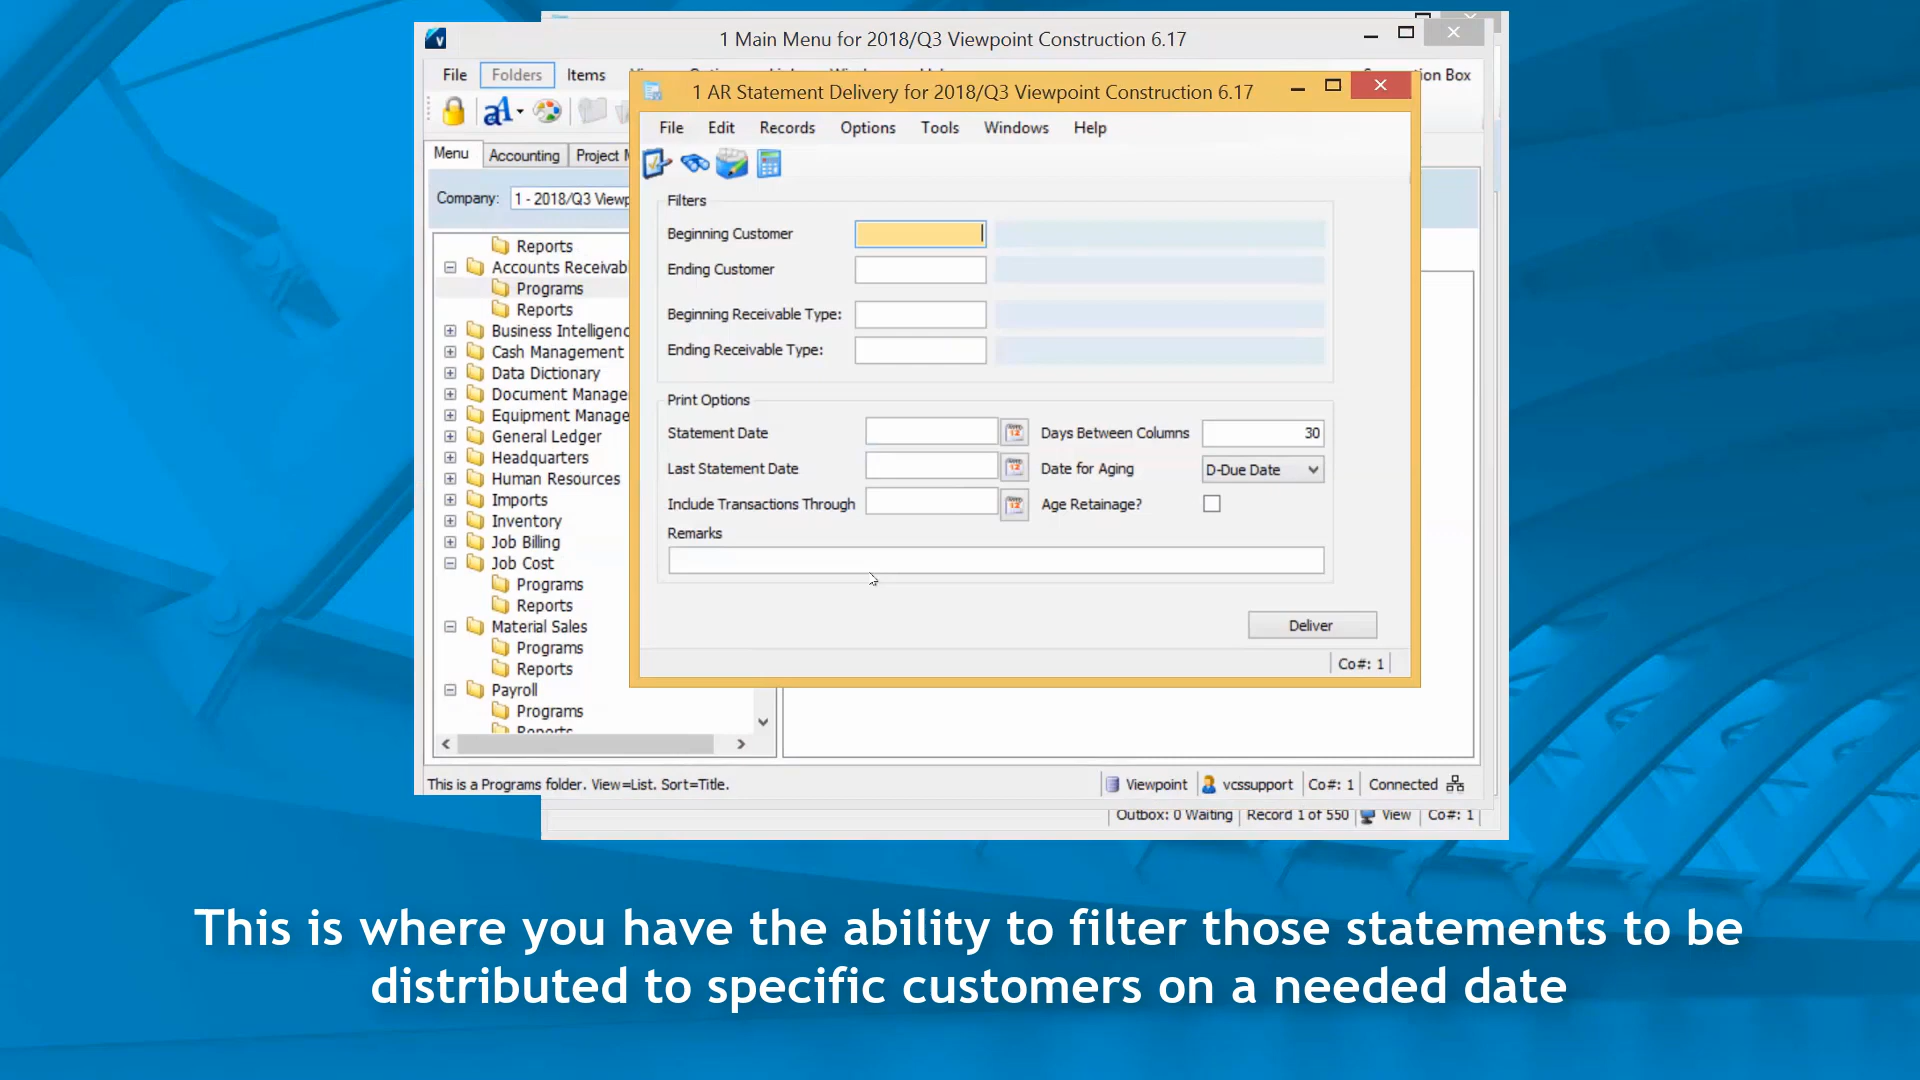 1 Main Menu for 2018/Q3 Viewpoint Construction 6.17
File Folders Items
1 AR Statement Delivery for 2018/Q3 Viewpoint Construction 6.17
File Edit Records Options Tools Windows Help
Menu Accounting Project
Company: 1 - 2018/Q3
Reports
Accounts
Programs
Reports
Business
Cash Management
Data Dictionary
Document
Equipment
General Ledger
Headquarters
Human Resources
Imports
Inventory
Job Billing
Job Cost
Programs
Reports
Material Sales
Programs
Reports
Payroll
Programs
Filters
Beginning Customer
Ending Customer
Beginning Receivable Type:
Ending Receivable Type:
Print Options
Statement Date Days Between Columns 30
Last Statement Date Date for Aging D-Due Date
Include Transactions Through Age Retainage?
Remarks
Deliver
Co#: 1
This is a Programs folder. View=List. Sort=Title. Viewpoint vcssupport Co#: 1 Connected
Outbox: 0 Waiting Record 1 of 550 View Co#: 1
This is where you have the ability to filter those statements to be
distributed to specific customers on a needed date